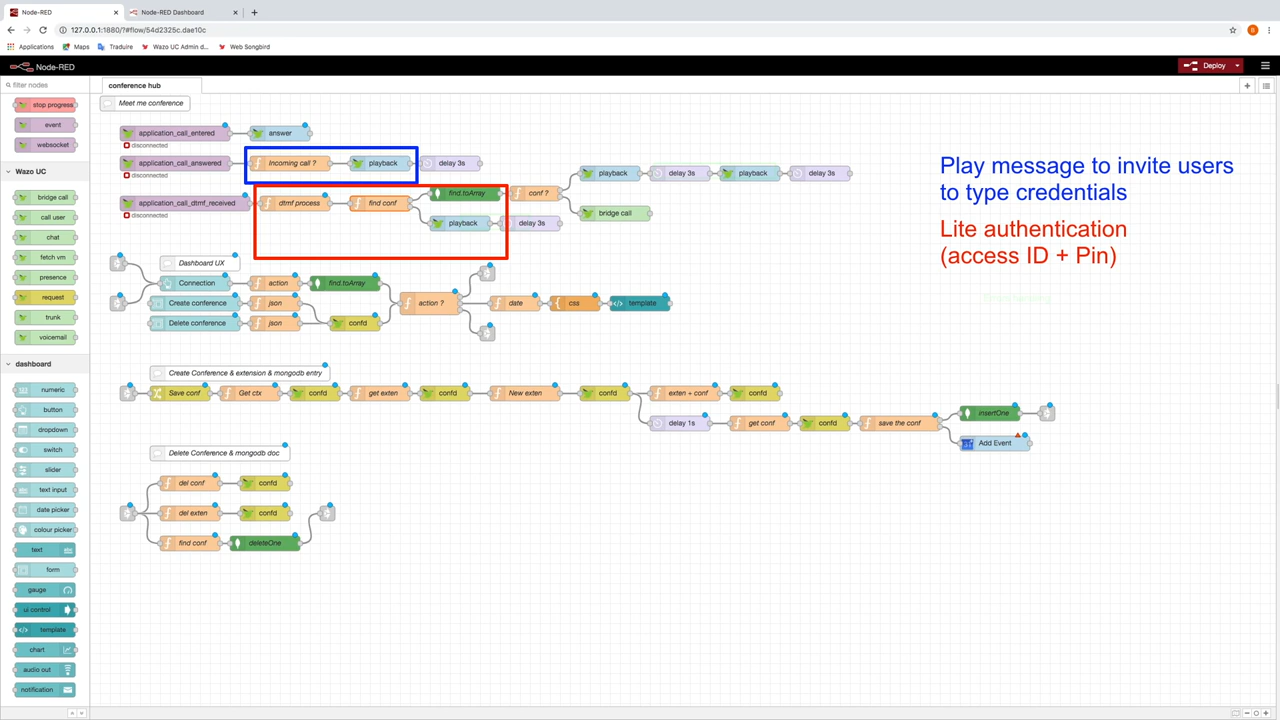 Node-RED
Node-RED Dashboard
127.0.0.1:1880/?#flow/54d2325c.dae10c
Applications Maps Traduire Wazo UC Admin d... Web Songbird
Node-RED
Deploy
filter nodes
conference hub
stop progress
event
websocket
Wazo UC
bridge call
call user
chat
fetch vm
presence
request
trunk
voicemail
dashboard
numeric
button
dropdown
switch
slider
text input
date picker
colour picker
text
form
gauge
ui control
template
chart
audio out
notification
Meet me conference
application_call_entered answer
disconnected
application_call_answered Incoming call ? playback delay 3s
disconnected
application_call_dtmf_received dtmf process find conf find.toArray conf ? playback delay 3s playback delay 3s
disconnected
playback delay 3s bridge call
Dashboard UX
Connection action find.toArray
Create conference json action ? date css template
Delete conference json confd
Create Conference & extension & mongodb entry
Save conf Get ctx confd get exten confd New exten confd exten + conf confd
delay 1s get conf confd save the conf insertOne
Add Event
Delete Conference & mongodb doc
del conf confd
del exten confd
find conf deleteOne
Play message to invite users
to type credentials
Lite authentication
(access ID + Pin)